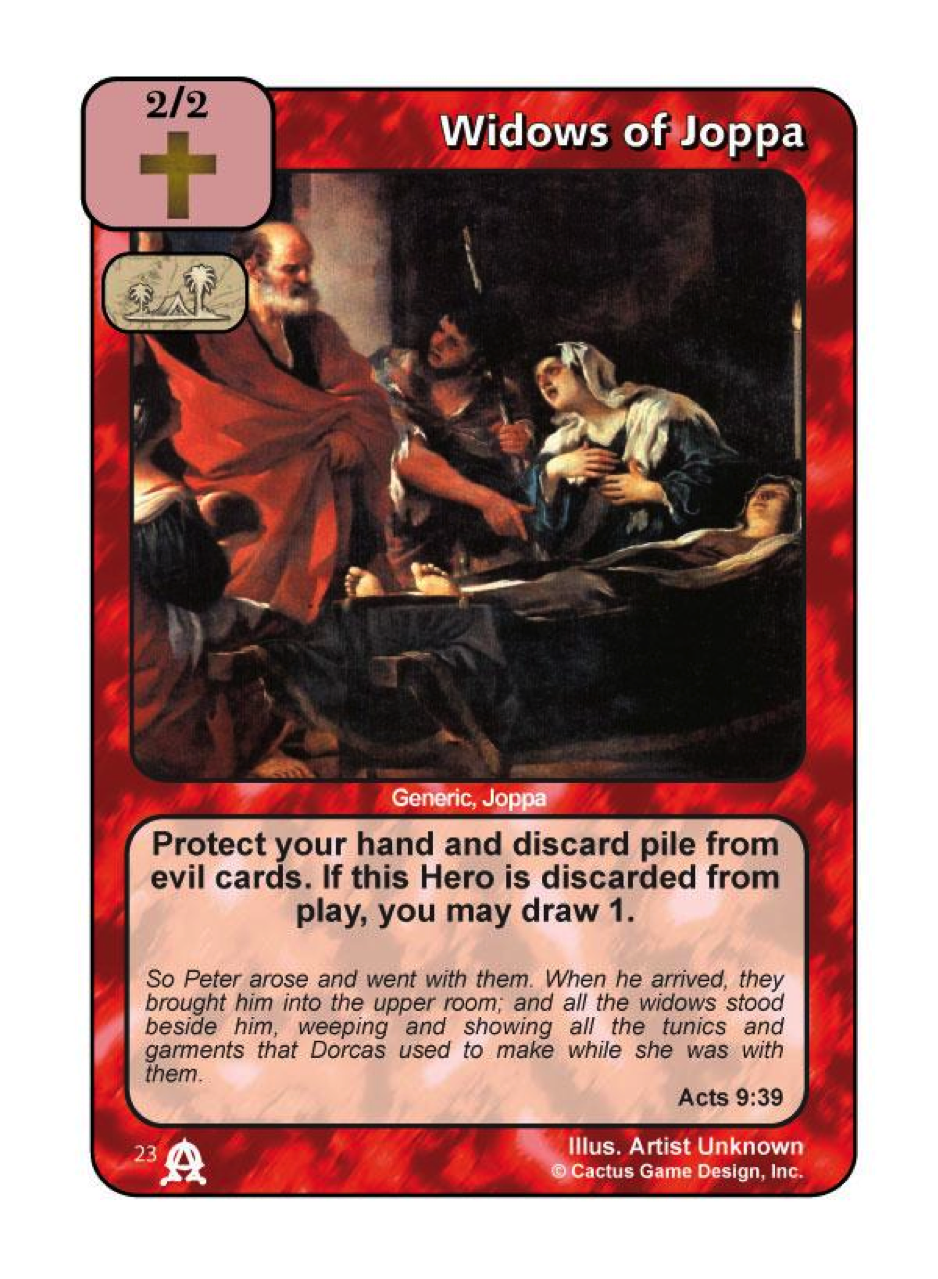 2/2
Widows of Joppa
Generic, Joppa
Protect your hand and discard pile from
evil cards. If this Hero is discarded from
play, you may draw 1.
So Peter arose and went with them. When he arrived, they
brought him into the upper room; and all the widows stood
beside him, weeping and showing all the tunics and
garments that Dorcas used to make while she was with
them.
Acts 9:39
23
Illus. Artist Unknown
© Cactus Game Design, Inc.